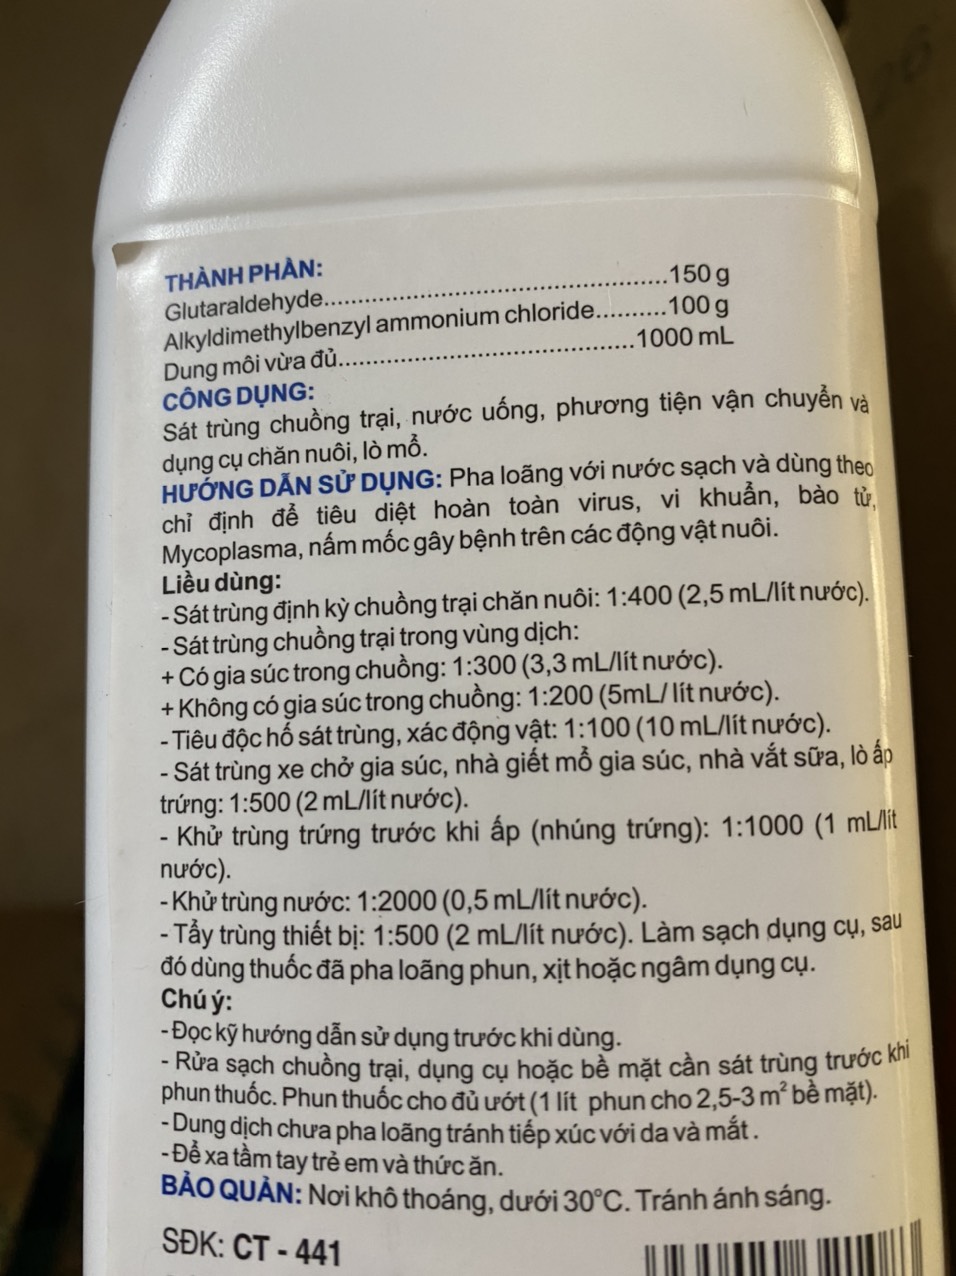 THÀNH PHẦN:
Glutaraldehyde..................................................150 g
Alkyldimethylbenzyl ammonium chloride..........100 g
Dung môi vừa đủ............................................1000 mL
CÔNG DỤNG:
Sát trùng chuồng trại, nước uống, phương tiện vận chuyển và
dụng cụ chăn nuôi, lò mổ.
HƯỚNG DẪN SỬ DỤNG: Pha loãng với nước sạch và dùng theo
chỉ định để tiêu diệt hoàn toàn virus, vi khuẩn, bào tử,
Mycoplasma, nấm mốc gây bệnh trên các động vật nuôi.
Liều dùng:
- Sát trùng định kỳ chuồng trại chăn nuôi: 1:400 (2,5 mL/lít nước).
- Sát trùng chuồng trại trong vùng dịch:
+ Có gia súc trong chuồng: 1:300 (3,3 mL/lít nước).
+ Không có gia súc trong chuồng: 1:200 (5mL/ lít nước).
- Tiêu độc hố sát trùng, xác động vật: 1:100 (10 mL/lít nước).
- Sát trùng xe chở gia súc, nhà giết mổ gia súc, nhà vắt sữa, lò ấp
trứng: 1:500 (2 mL/lít nước).
- Khử trùng trứng trước khi ấp (nhúng trứng): 1:1000 (1 mL/lít
nước).
- Khử trùng nước: 1:2000 (0,5 mL/lít nước).
- Tẩy trùng thiết bị: 1:500 (2 mL/lít nước). Làm sạch dụng cụ, sau
đó dùng thuốc đã pha loãng phun, xịt hoặc ngâm dụng cụ.
Chú ý:
- Đọc kỹ hướng dẫn sử dụng trước khi dùng.
- Rửa sạch chuồng trại, dụng cụ hoặc bề mặt cần sát trùng trước khi
phun thuốc. Phun thuốc cho đủ ướt (1 lít phun cho 2,5-3 m² bề mặt).
- Dung dịch chưa pha loãng tránh tiếp xúc với da và mắt.
- Để xa tầm tay trẻ em và thức ăn.
BẢO QUẢN: Nơi khô thoáng, dưới 30°C. Tránh ánh sáng.
SĐK: CT - 441